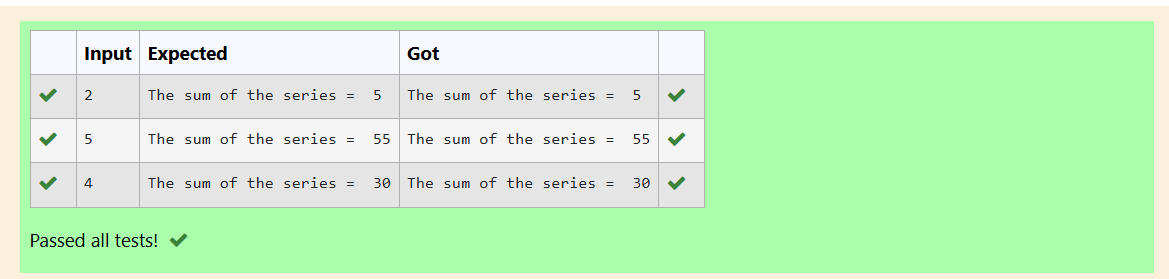 Input Expected Got
2 The sum of the series =  5 The sum of the series =  5
5 The sum of the series =  55 The sum of the series =  55
4 The sum of the series =  30 The sum of the series =  30
Passed all tests!